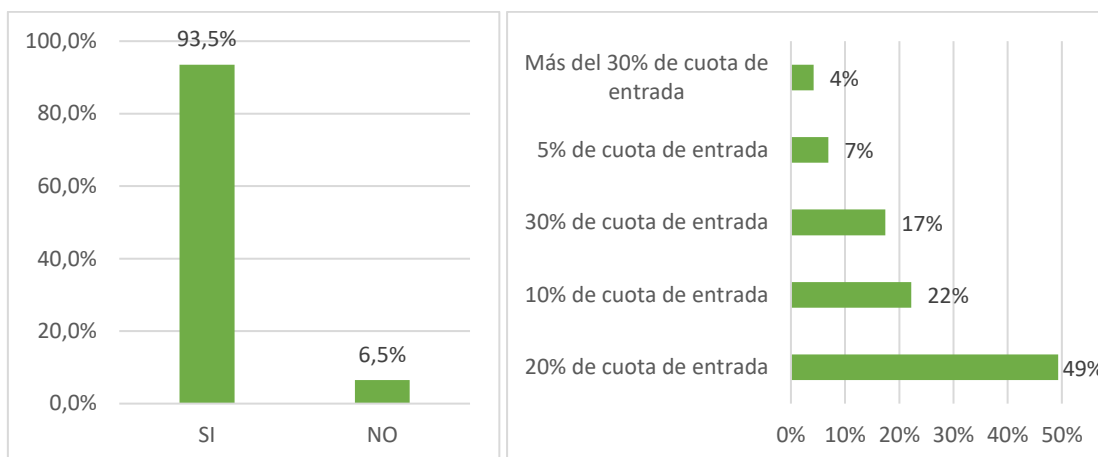 100,0%
93,5%
80,0%
60,0%
40,0%
20,0%
6,5%
0,0%
SI NO
Más del 30% de cuota de
entrada
4%
5% de cuota de entrada 7%
30% de cuota de entrada 17%
10% de cuota de entrada 22%
20% de cuota de entrada 49%
0% 10% 20% 30% 40% 50%